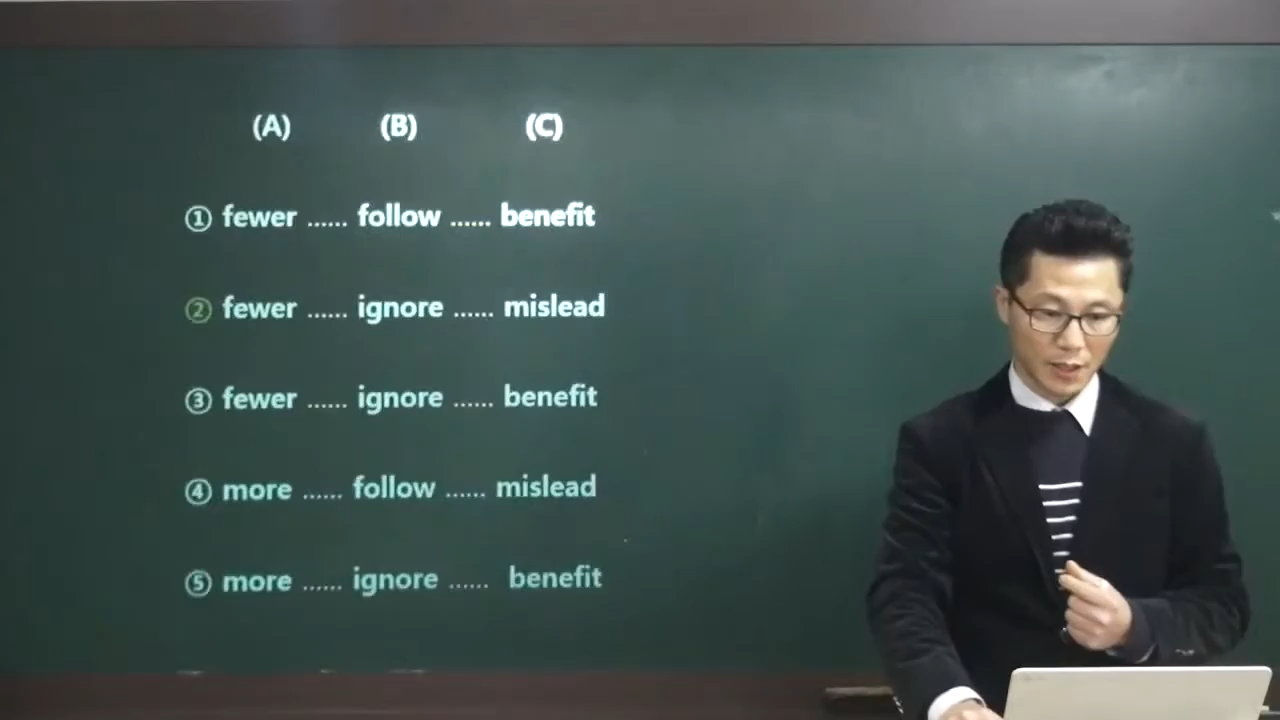 (A) (B) (C)
① fewer ...... follow ...... benefit
② fewer ...... ignore ...... mislead
③ fewer ...... ignore ...... benefit
④ more ...... follow ...... mislead
⑤ more ...... ignore ...... benefit